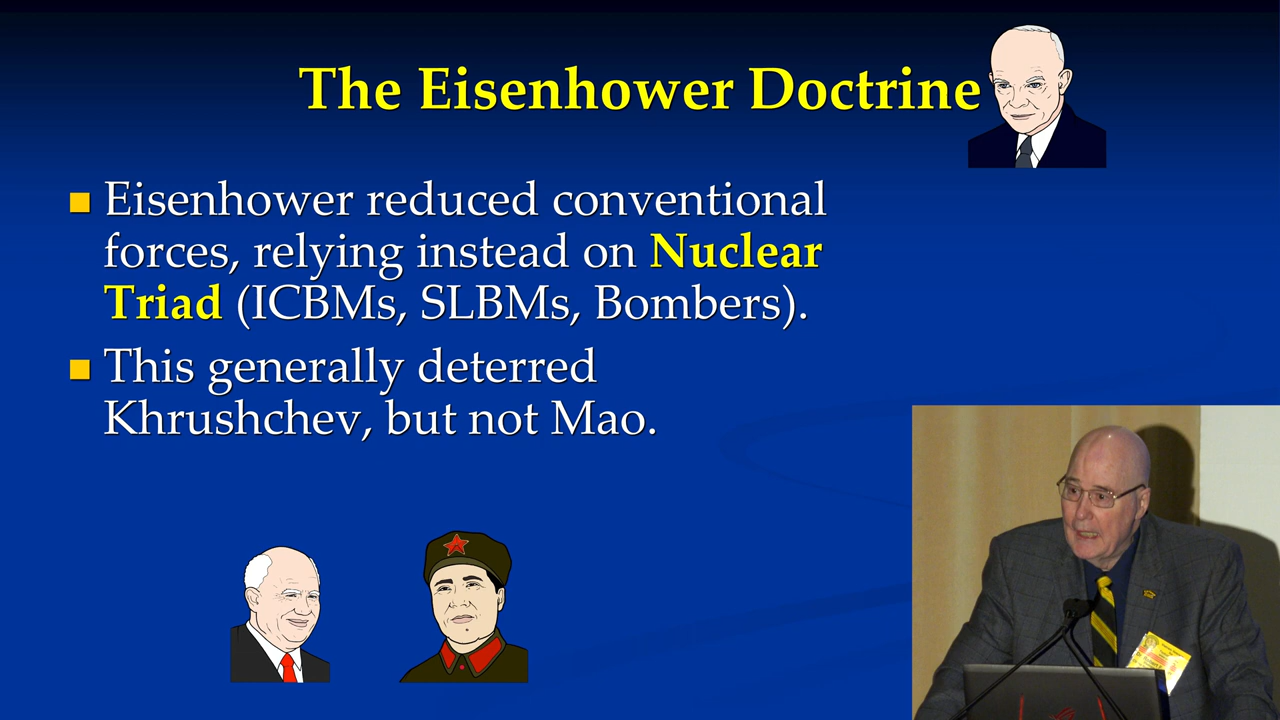 The Eisenhower Doctrine
Eisenhower reduced conventional
forces, relying instead on Nuclear
Triad (ICBMs, SLBMs, Bombers).
This generally deterred
Khrushchev, but not Mao.